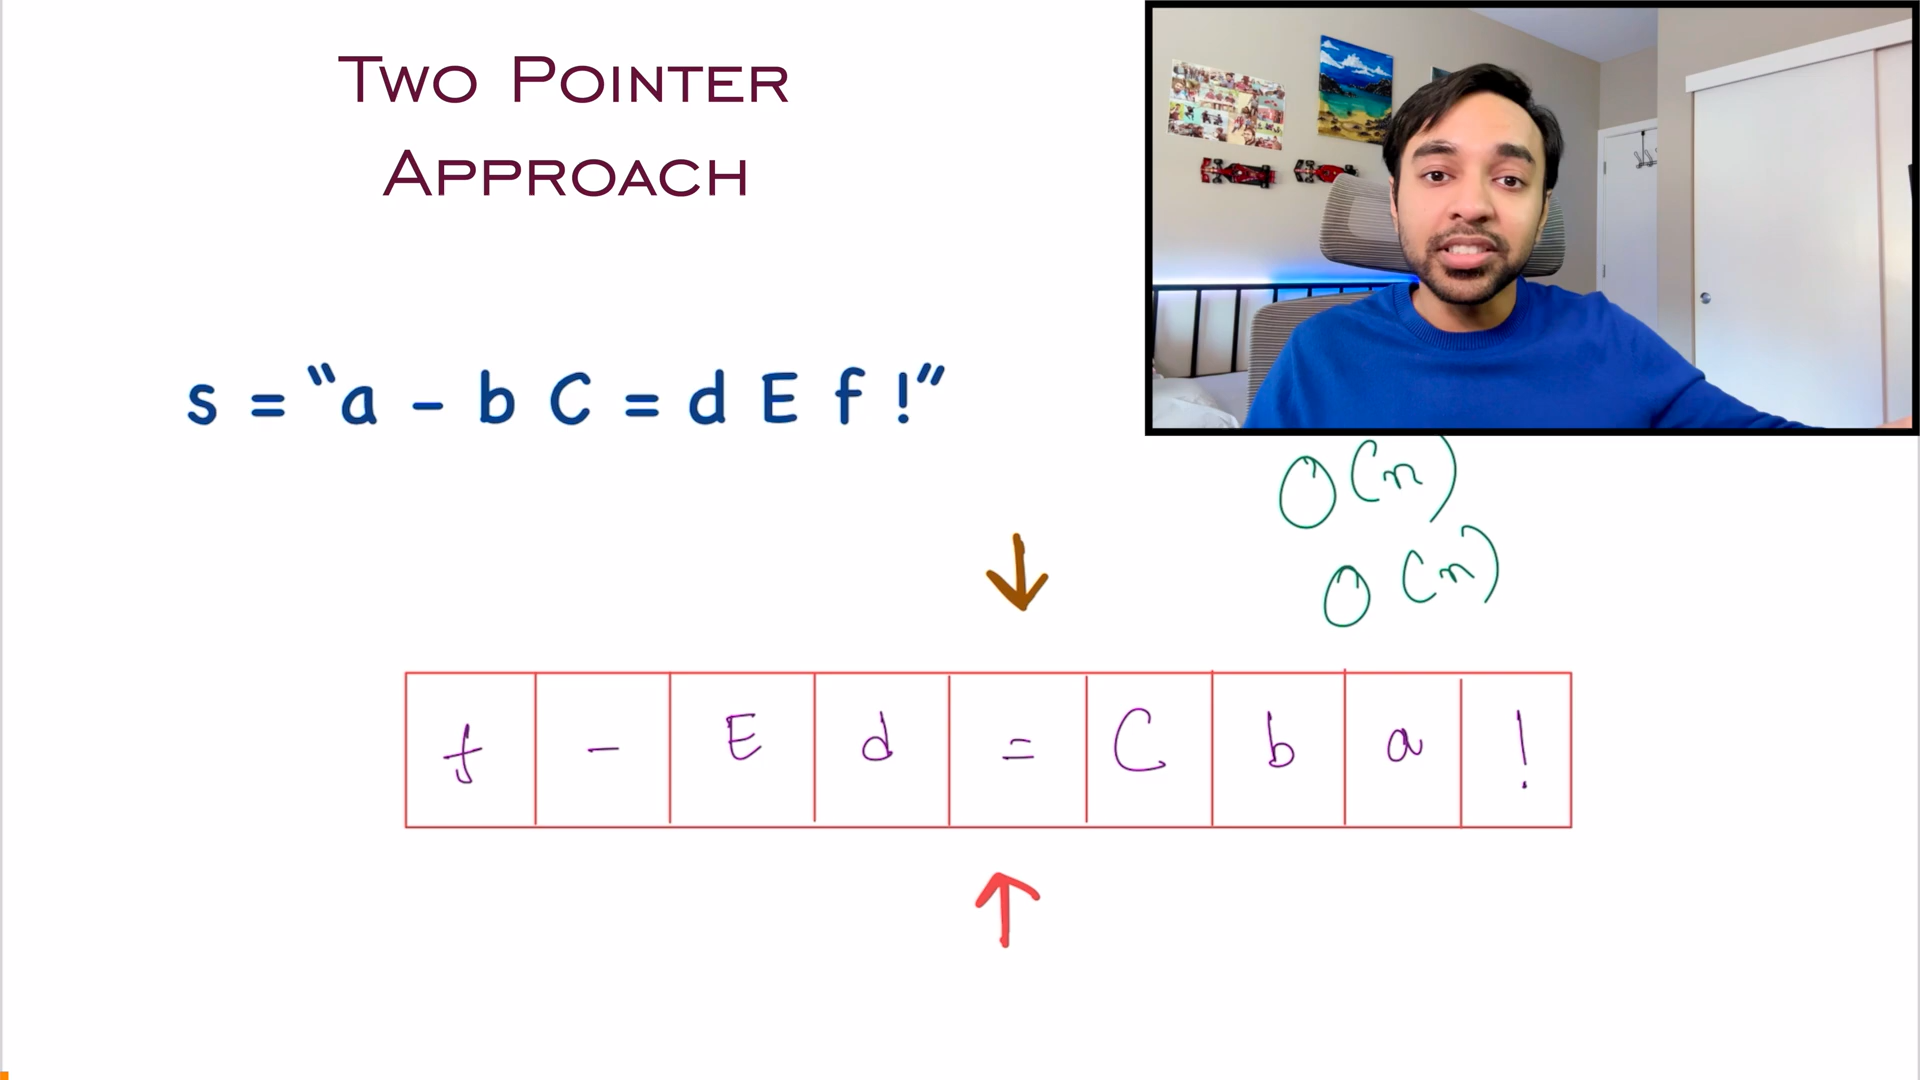 TWO POINTER
APPROACH
s = "a - b C = d E f !"
O(n)
O(n)
f - E d = C b a !